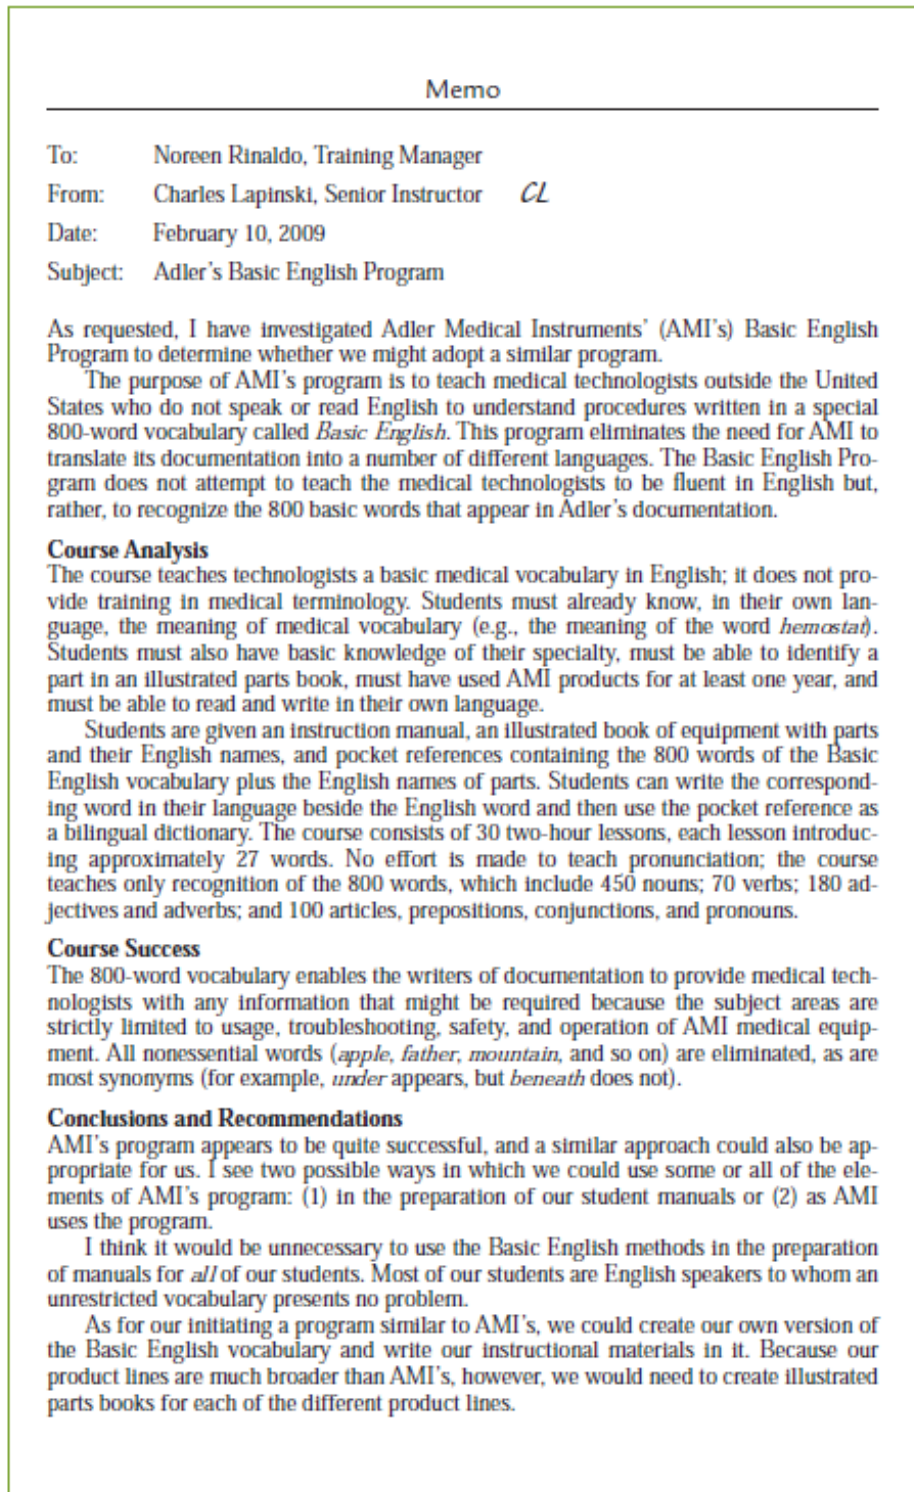 Memo
To: Noreen Rinaldo, Training Manager
From: Charles Lapinski, Senior Instructor CL
Date: February 10, 2009
Subject: Adler's Basic English Program
As requested, I have investigated Adler Medical Instruments' (AMI's) Basic English
Program to determine whether we might adopt a similar program.
The purpose of AMI's program is to teach medical technologists outside the United
States who do not speak or read English to understand procedures written in a special
800-word vocabulary called Basic English. This program eliminates the need for AMI to
translate its documentation into a number of different languages. The Basic English Pro-
gram does not attempt to teach the medical technologists to be fluent in English but,
rather, to recognize the 800 basic words that appear in Adler's documentation.
Course Analysis
The course teaches technologists a basic medical vocabulary in English; it does not pro-
vide training in medical terminology. Students must already know, in their own lan-
guage, the meaning of medical vocabulary (e.g., the meaning of the word hemostat).
Students must also have basic knowledge of their specialty, must be able to identify a
part in an illustrated parts book, must have used AMI products for at least one year, and
must be able to read and write in their own language.
Students are given an instruction manual, an illustrated book of equipment with parts
and their English names, and pocket references containing the 800 words of the Basic
English vocabulary plus the English names of parts. Students can write the correspond-
ing word in their language beside the English word and then use the pocket reference as
a bilingual dictionary. The course consists of 30 two-hour lessons, each lesson introduc-
ing approximately 27 words. No effort is made to teach pronunciation; the course
teaches only recognition of the 800 words, which include 450 nouns; 70 verbs; 180 ad-
jectives and adverbs; and 100 articles, prepositions, conjunctions, and pronouns.
Course Success
The 800-word vocabulary enables the writers of documentation to provide medical tech-
nologists with any information that might be required because the subject areas are
strictly limited to usage, troubleshooting, safety, and operation of AMI medical equip-
ment. All nonessential words (apple, father, mountain, and so on) are eliminated, as are
most synonyms (for example, under appears, but beneath does not).
Conclusions and Recommendations
AMI's program appears to be quite successful, and a similar approach could also be ap-
propriate for us. I see two possible ways in which we could use some or all of the ele-
ments of AMI's program: (1) in the preparation of our student manuals or (2) as AMI
uses the program.
I think it would be unnecessary to use the Basic English methods in the preparation
of manuals for all of our students. Most of our students are English speakers to whom an
unrestricted vocabulary presents no problem.
As for our initiating a program similar to AMI's, we could create our own version of
the Basic English vocabulary and write our instructional materials in it. Because our
product lines are much broader than AMI's, however, we would need to create illustrated
parts books for each of the different product lines.